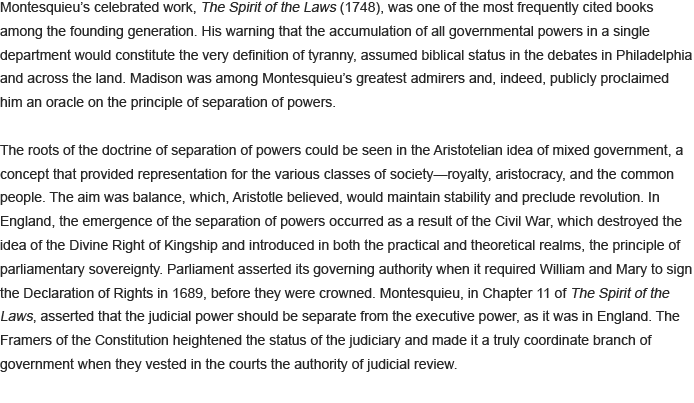 Montesquieu's celebrated work, The Spirit of the Laws (1748), was one of the most frequently cited books
among the founding generation. His warning that the accumulation of all governmental powers in a single
department would constitute the very definition of tyranny, assumed biblical status in the debates in Philadelphia
and across the land. Madison was among Montesquieu's greatest admirers and, indeed, publicly proclaimed
him an oracle on the principle of separation of powers.
The roots of the doctrine of separation of powers could be seen in the Aristotelian idea of mixed government, a
concept that provided representation for the various classes of society—royalty, aristocracy, and the common
people. The aim was balance, which, Aristotle believed, would maintain stability and preclude revolution. In
England, the emergence of the separation of powers occurred as a result of the Civil War, which destroyed the
idea of the Divine Right of Kingship and introduced in both the practical and theoretical realms, the principle of
parliamentary sovereignty. Parliament asserted its governing authority when it required William and Mary to sign
the Declaration of Rights in 1689, before they were crowned. Montesquieu, in Chapter 11 of The Spirit of the
Laws, asserted that the judicial power should be separate from the executive power, as it was in England. The
Framers of the Constitution heightened the status of the judiciary and made it a truly coordinate branch of
government when they vested in the courts the authority of judicial review.